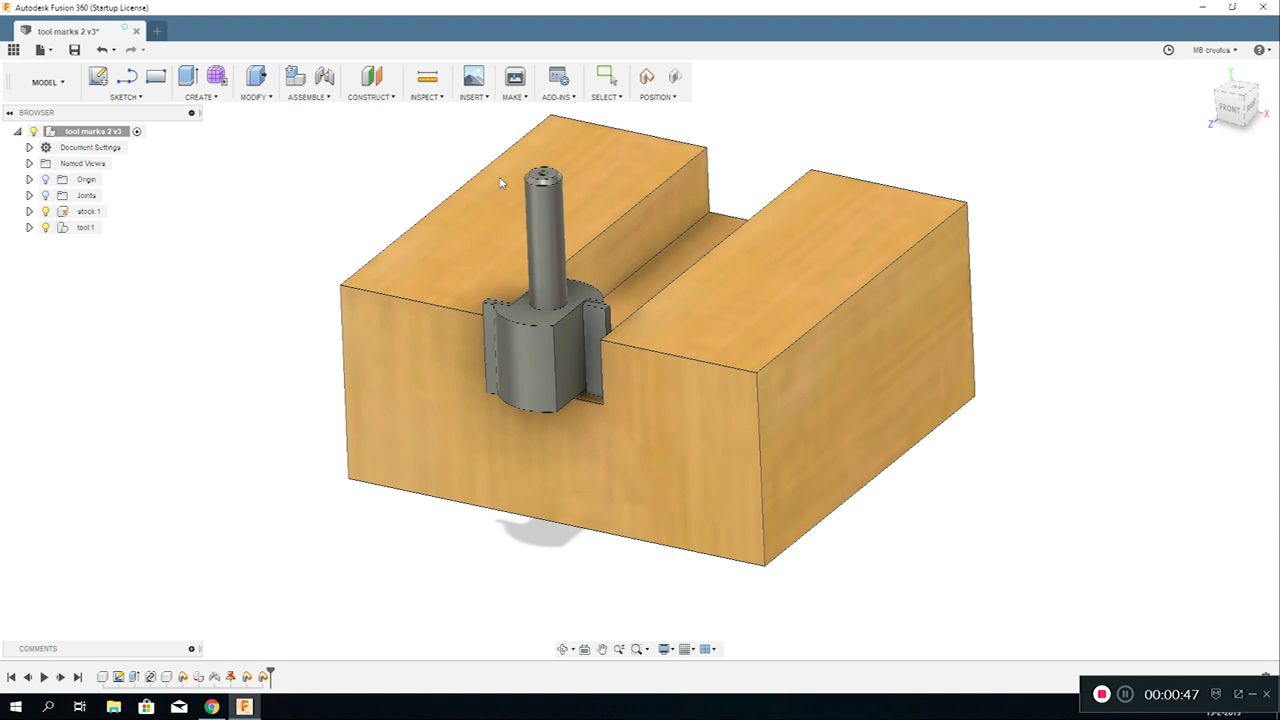 Autodesk Fusion 360 (Startup License)
tool marks 2 v3*
MB creates
MODEL
SKETCH
CREATE
MODIFY
ASSEMBLE
CONSTRUCT
INSPECT
INSERT
MAKE
ADD-INS
SELECT
POSITION
BROWSER
tool marks 2 v3
Document Settings
Named Views
Origin
Joints
stock:1
tool:1
Y
FRONT
Z
X
COMMENTS
00:00:47